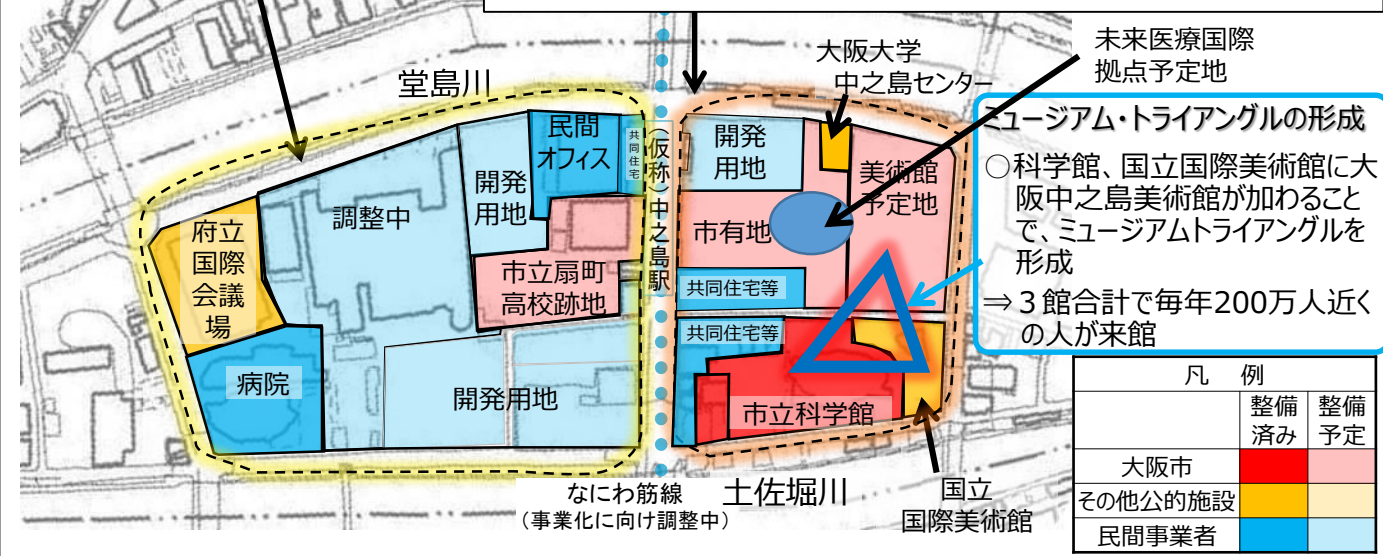 未来医療国際
拠点予定地
大阪大学
中之島センター
堂島川
ミュージアム・トライアングルの形成
○科学館、国立国際美術館に大
阪中之島美術館が加わること
で、ミュージアムトライアングルを
形成
⇒３館合計で毎年200万人近く
の人が来館
民間
オフィス
共同住宅
(仮称)中之島駅
開発
用地
調整中
府立
国際
会議
場
市立扇町
高校跡地
病院
開発用地
開発
用地
美術館
予定地
市有地
共同住宅等
共同住宅等
市立科学館
なにわ筋線
（事業化に向け調整中）
土佐堀川
国立
国際美術館
凡　例
整備
済み
整備
予定
大阪市
その他公的施設
民間事業者